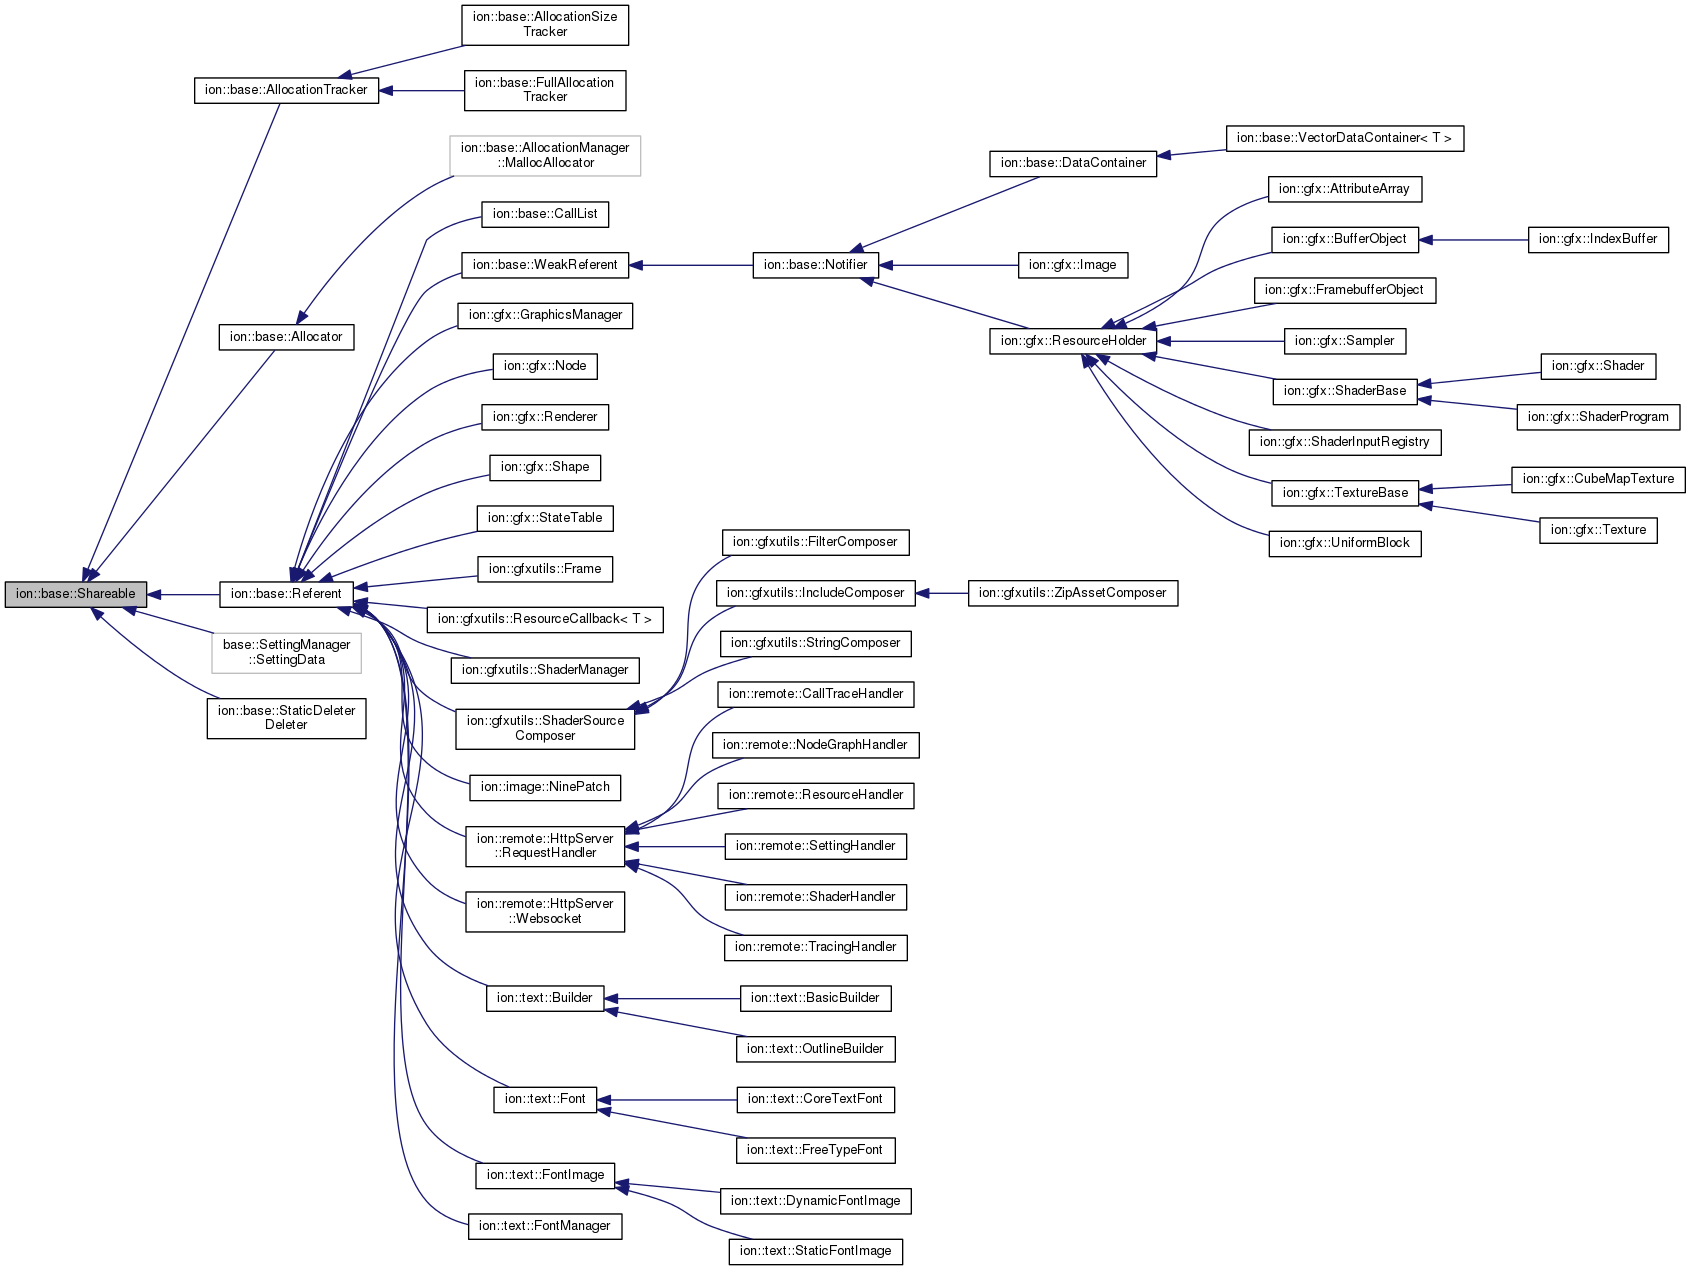 ion::base::Shareable
ion::base::AllocationTracker
ion::base::Allocator
ion::base::Referent
base::SettingManager
::SettingData
ion::base::StaticDeleter
Deleter
ion::base::AllocationSize
Tracker
ion::base::FullAllocation
Tracker
ion::base::AllocationManager
::MallocAllocator
ion::base::CallList
ion::base::WeakReferent
ion::gfx::GraphicsManager
ion::gfx::Node
ion::gfx::Renderer
ion::gfx::Shape
ion::gfx::StateTable
ion::gfxutils::Frame
ion::gfxutils::ResourceCallback< T >
ion::gfxutils::ShaderManager
ion::gfxutils::ShaderSource
Composer
ion::image::NinePatch
ion::remote::HttpServer
::RequestHandler
ion::remote::HttpServer
::Websocket
ion::text::Builder
ion::text::Font
ion::text::FontImage
ion::text::FontManager
ion::base::Notifier
ion::gfxutils::FilterComposer
ion::gfxutils::IncludeComposer
ion::gfxutils::StringComposer
ion::remote::CallTraceHandler
ion::remote::NodeGraphHandler
ion::remote::ResourceHandler
ion::remote::SettingHandler
ion::remote::ShaderHandler
ion::remote::TracingHandler
ion::text::BasicBuilder
ion::text::OutlineBuilder
ion::text::CoreTextFont
ion::text::FreeTypeFont
ion::text::DynamicFontImage
ion::text::StaticFontImage
ion::base::DataContainer
ion::gfx::Image
ion::gfx::ResourceHolder
ion::gfxutils::ZipAssetComposer
ion::base::VectorDataContainer< T >
ion::gfx::AttributeArray
ion::gfx::BufferObject
ion::gfx::FramebufferObject
ion::gfx::Sampler
ion::gfx::ShaderBase
ion::gfx::ShaderInputRegistry
ion::gfx::TextureBase
ion::gfx::UniformBlock
ion::gfx::IndexBuffer
ion::gfx::Shader
ion::gfx::ShaderProgram
ion::gfx::CubeMapTexture
ion::gfx::Texture